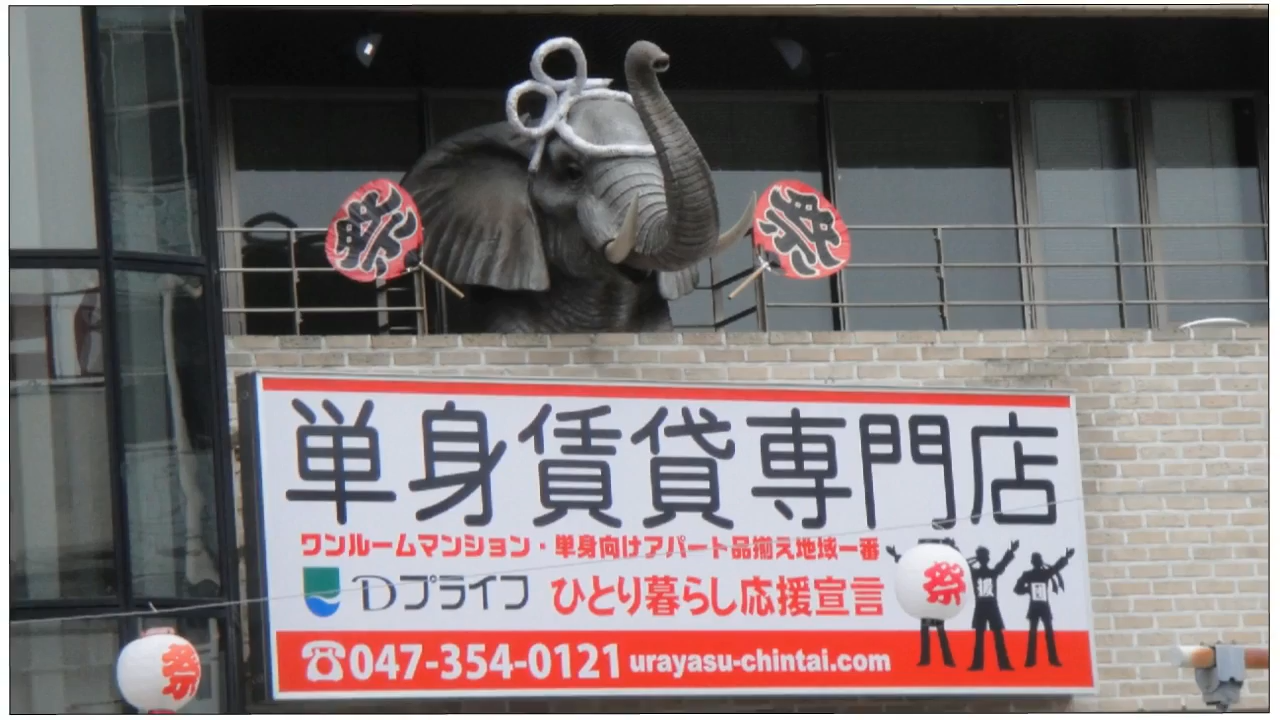 祭
祭
単身賃貸専門店
ワンルームマンション・単身向けアパート品揃え地域一番
Dプライフ ひとり暮らし応援宣言
☎047-354-0121 urayasu-chintai.com
祭
援
団
祭